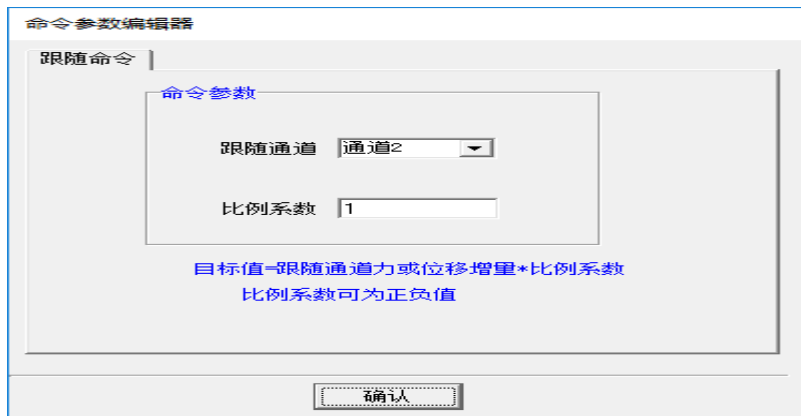 命令参数编辑器
跟随命令
命令参数
跟随通道 通道2
比例系数 1
目标值=跟随通道力或位移增量*比例系数
比例系数可为正负值
确认